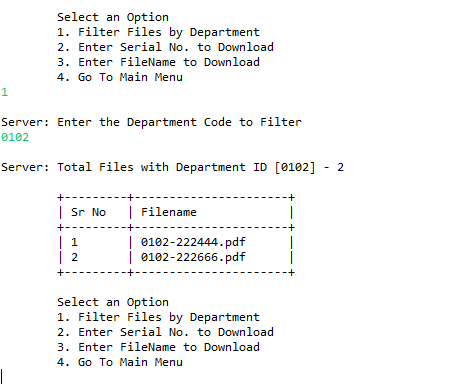 Select an Option
1. Filter Files by Department
2. Enter Serial No. to Download
3. Enter FileName to Download
4. Go To Main Menu
1
Server: Enter the Department Code to Filter
0102
Server: Total Files with Department ID [0102] - 2
+---------+----------------------+
| Sr No   | Filename             |
+---------+----------------------+
| 1       | 0102-222444.pdf      |
| 2       | 0102-222666.pdf      |
+---------+----------------------+
Select an Option
1. Filter Files by Department
2. Enter Serial No. to Download
3. Enter FileName to Download
4. Go To Main Menu